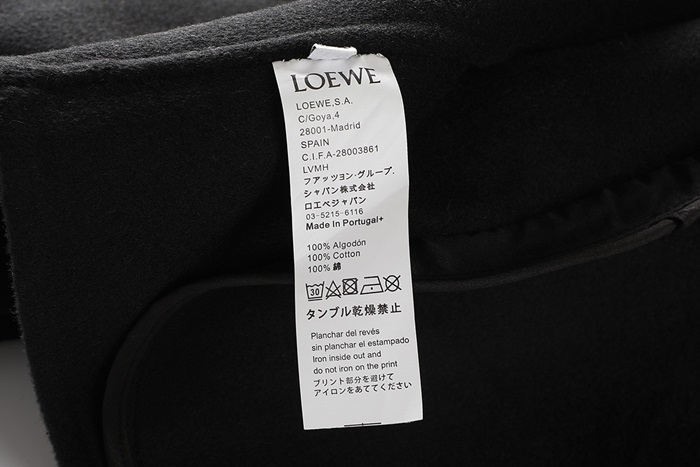 LOEWE
LOEWE,S.A.
C/Goya,4
28001-Madrid
SPAIN
C.I.F.A-28003861
LVMH
フアッツョン·グループ.
シャパン株式会社
ロエベジャパン
03-5215-6116
Made In Portugal+
100% Algodón
100% Cotton
100% 綿
30
タンブル乾燥禁止
Planchar del revès
sin planchar el estampado
Iron inside out and
do not iron on the print
プリント部分を避けて
アイロンをあててください